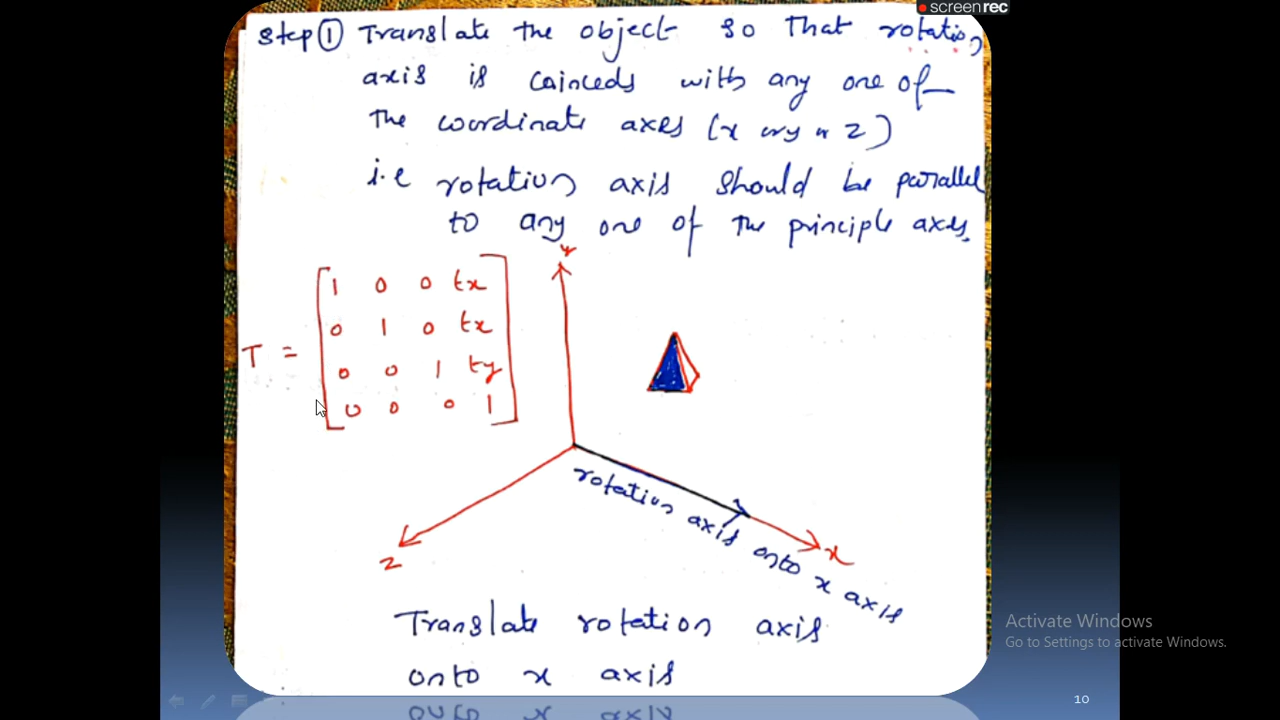 screenrec
Step ① Translate the object so that rotation
axis is coinceds with any one of
the coordinate axes (x or y or z)
i.e rotation axis should be parallel
to any one of the principle axes.
Y
T = [ 1 0 0 tx
0 1 0 tx
0 0 1 ty
0 0 0 1 ]
rotation axis onto x axis
x
z
Translate rotation axis
onto x axis
Activate Windows
Go to Settings to activate Windows.
10